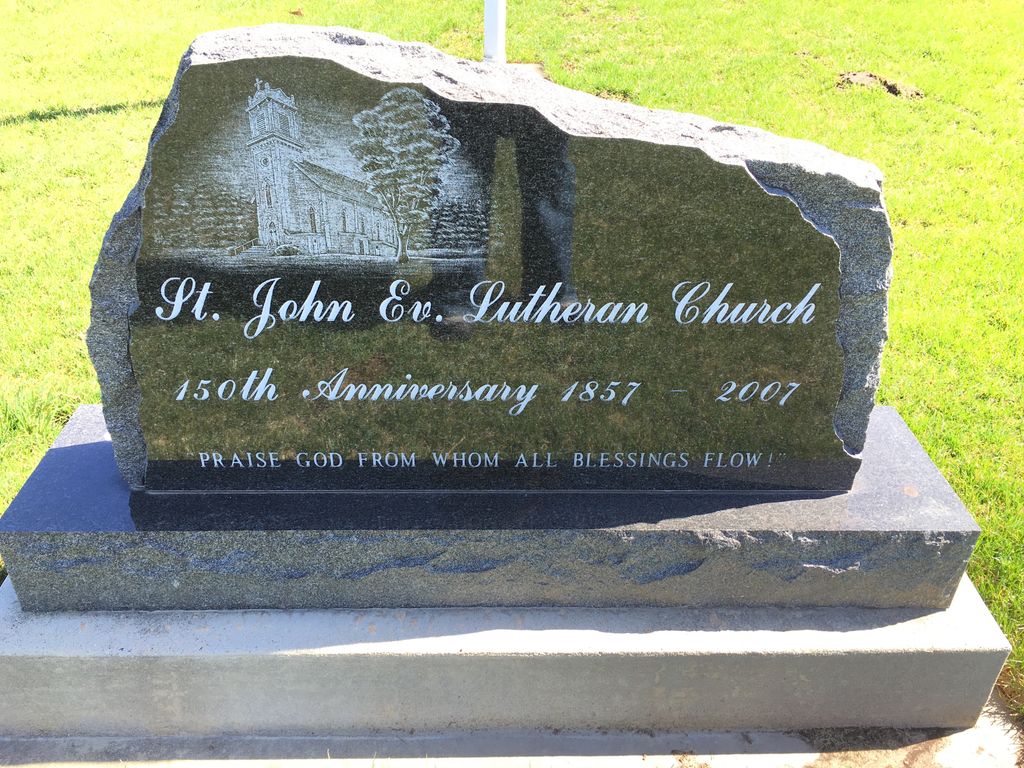 St. John Ev. Lutheran Church
150th Anniversary 1857 - 2007
"PRAISE GOD FROM WHOM ALL BLESSINGS FLOW!"